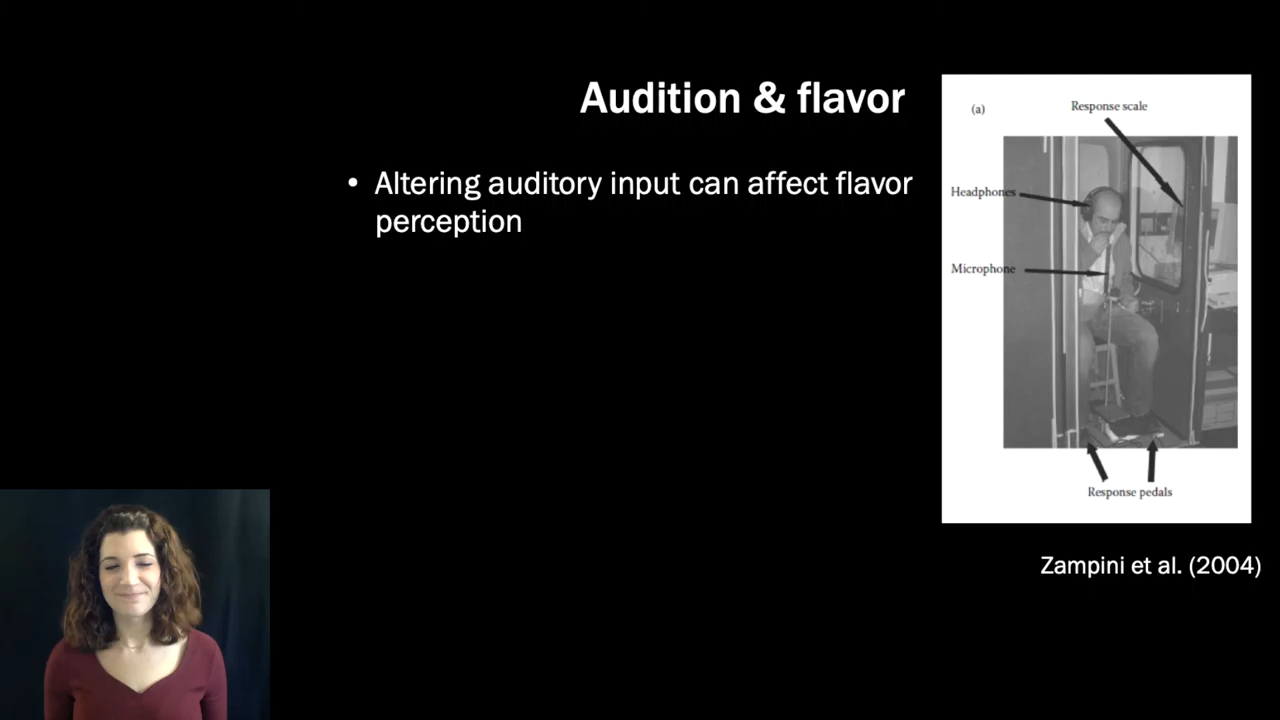 Audition & flavor
• Altering auditory input can affect flavor
perception
(a)
Response scale
Headphones
Microphone
Response pedals
Zampini et al. (2004)